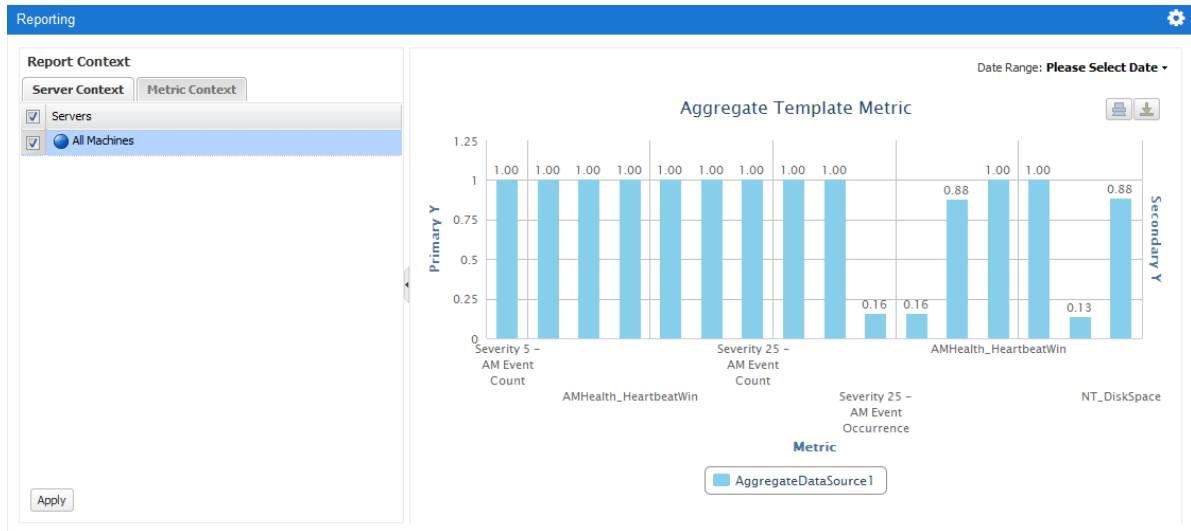 Reporting
Report Context
Server Context
Metric Context
Servers
All Machines
Apply
Date Range: Please Select Date
Aggregate Template Metric
Primary Y
1.25
1
0.75
0.5
0.25
0
1.00
1.00
1.00
1.00
1.00
1.00
1.00
1.00
1.00
0.16
0.16
0.88
1.00
1.00
0.13
0.88
Secondary Y
Severity 5 –
AM Event
Count
AMHealth_HeartbeatWin
Severity 25 –
AM Event
Count
Severity 25 –
AM Event
Occurrence
AMHealth_HeartbeatWin
NT_DiskSpace
Metric
AggregateDataSource1